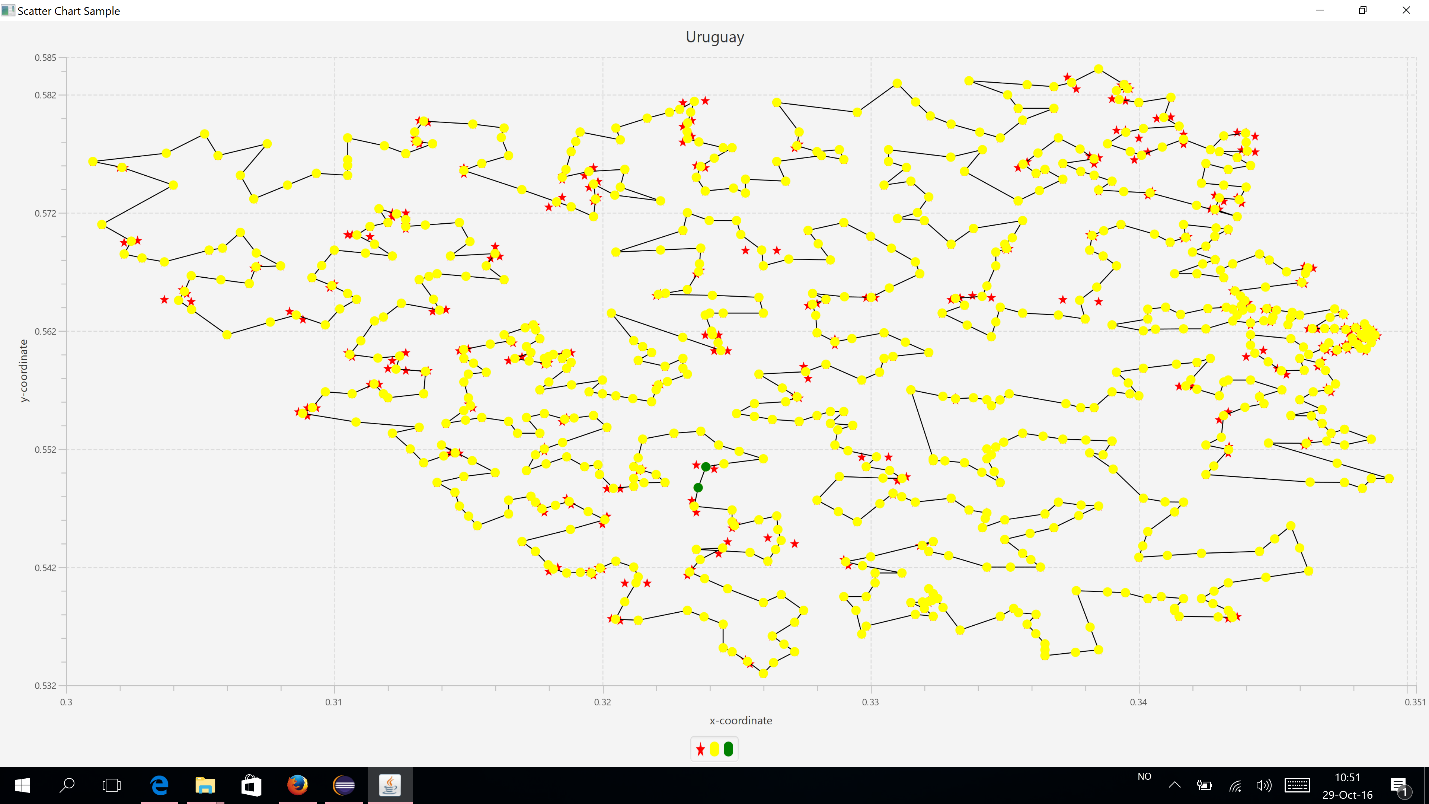 Scatter Chart Sample
Uruguay
0.585
0.582
0.572
0.562
0.552
0.542
0.532
y-coordinate
0.3 0.31 0.32 0.33 0.34 0.351
x-coordinate
NO
10:51
29-Oct-16
1